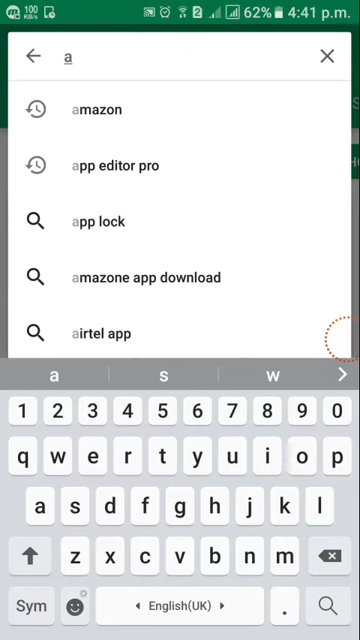 100 KB/s 2 62% 4:41 p.m.
a
amazon
app editor pro
app lock
amazone app download
airtel app
a s w
1 2 3 4 5 6 7 8 9 0
q w e r t y u i o p
a s d f g h j k l
z x c v b n m
Sym English(UK) .